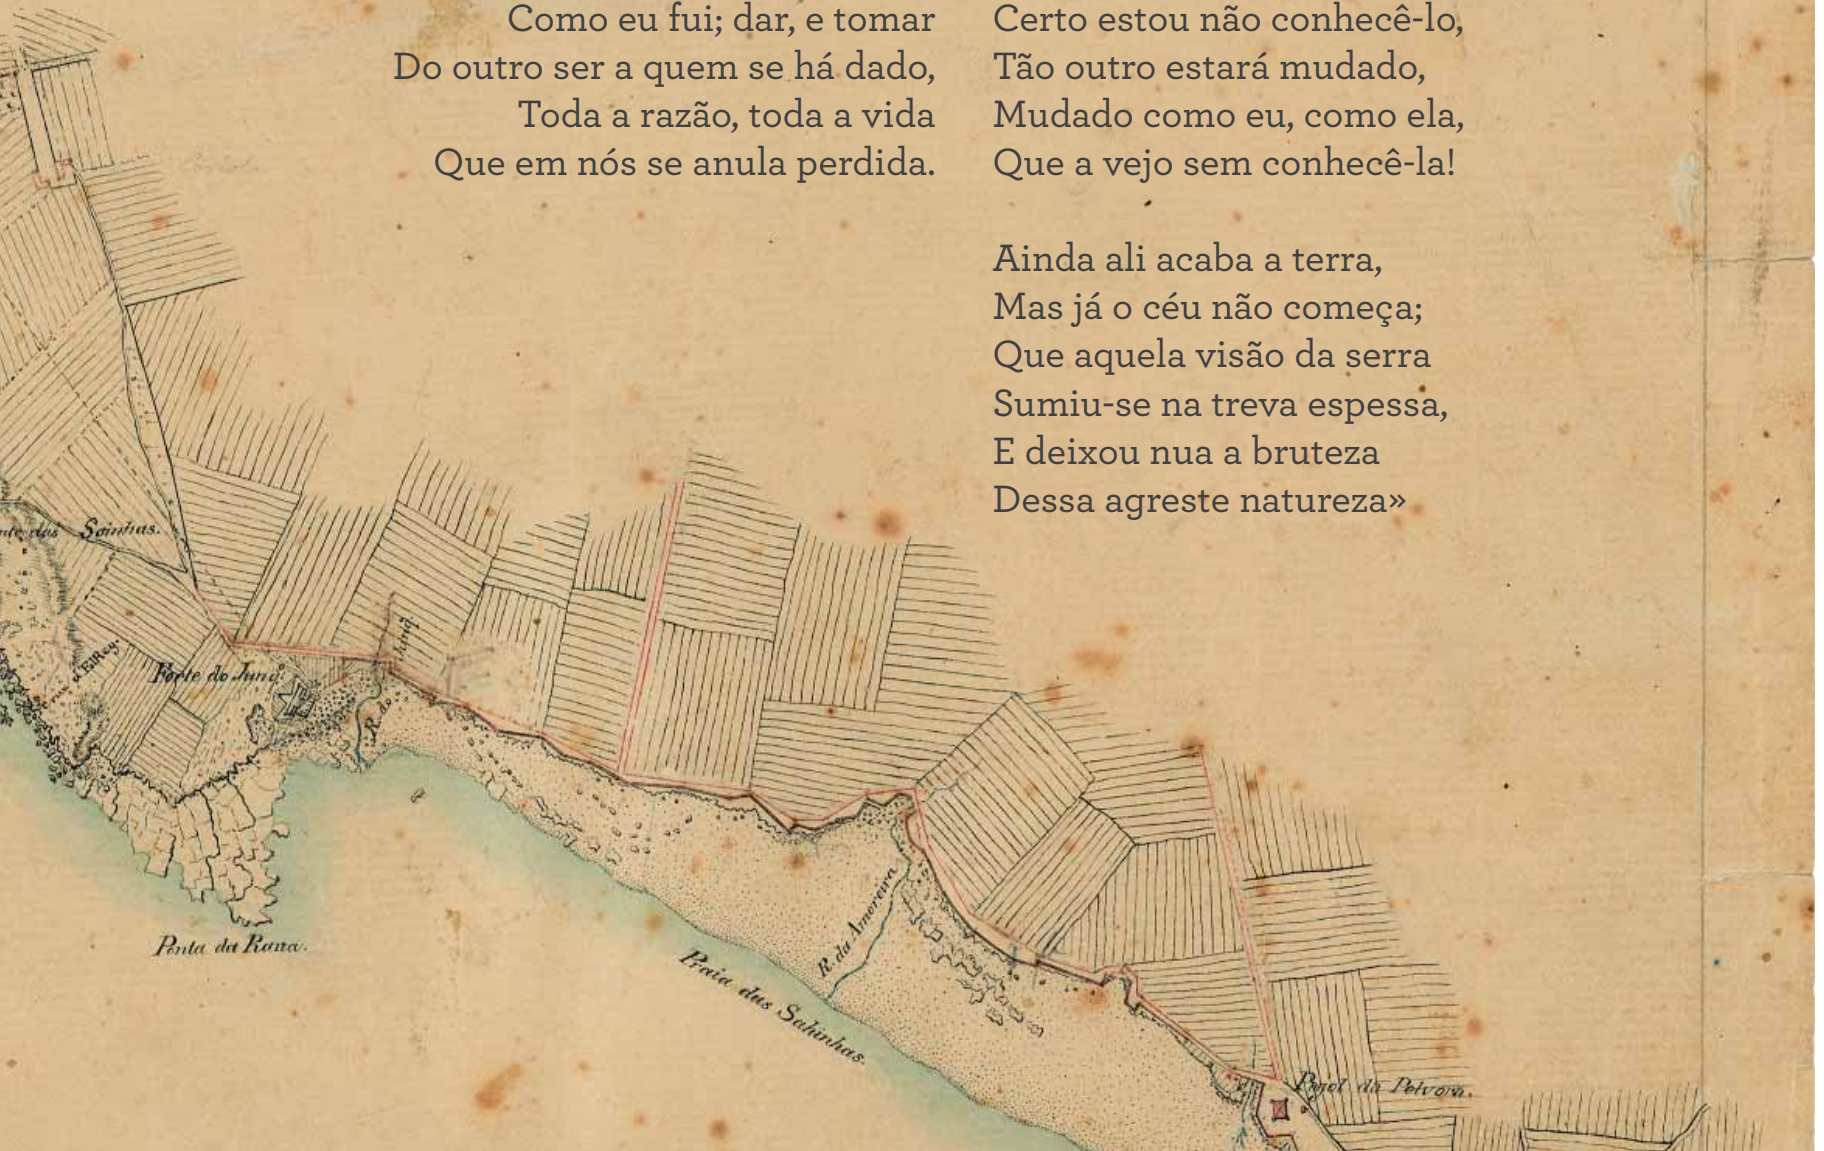 Como eu fui; dar, e tomar
Do outro ser a quem se há dado,
Toda a razão, toda a vida
Que em nós se anula perdida.
Certo estou não conhecê-lo,
Tão outro estará mudado,
Mudado como eu, como ela,
Que a vejo sem conhecê-la!
Ainda ali acaba a terra,
Mas já o céu não começa;
Que aquela visão da serra
Sumiu-se na treva espessa,
E deixou nua a bruteza
Dessa agreste natureza»
Forte do Junq.
R. do Junq.
Ponta da Rana.
R. da Amoreira
Praia das Sahinhas.
Pajol da Polvora.